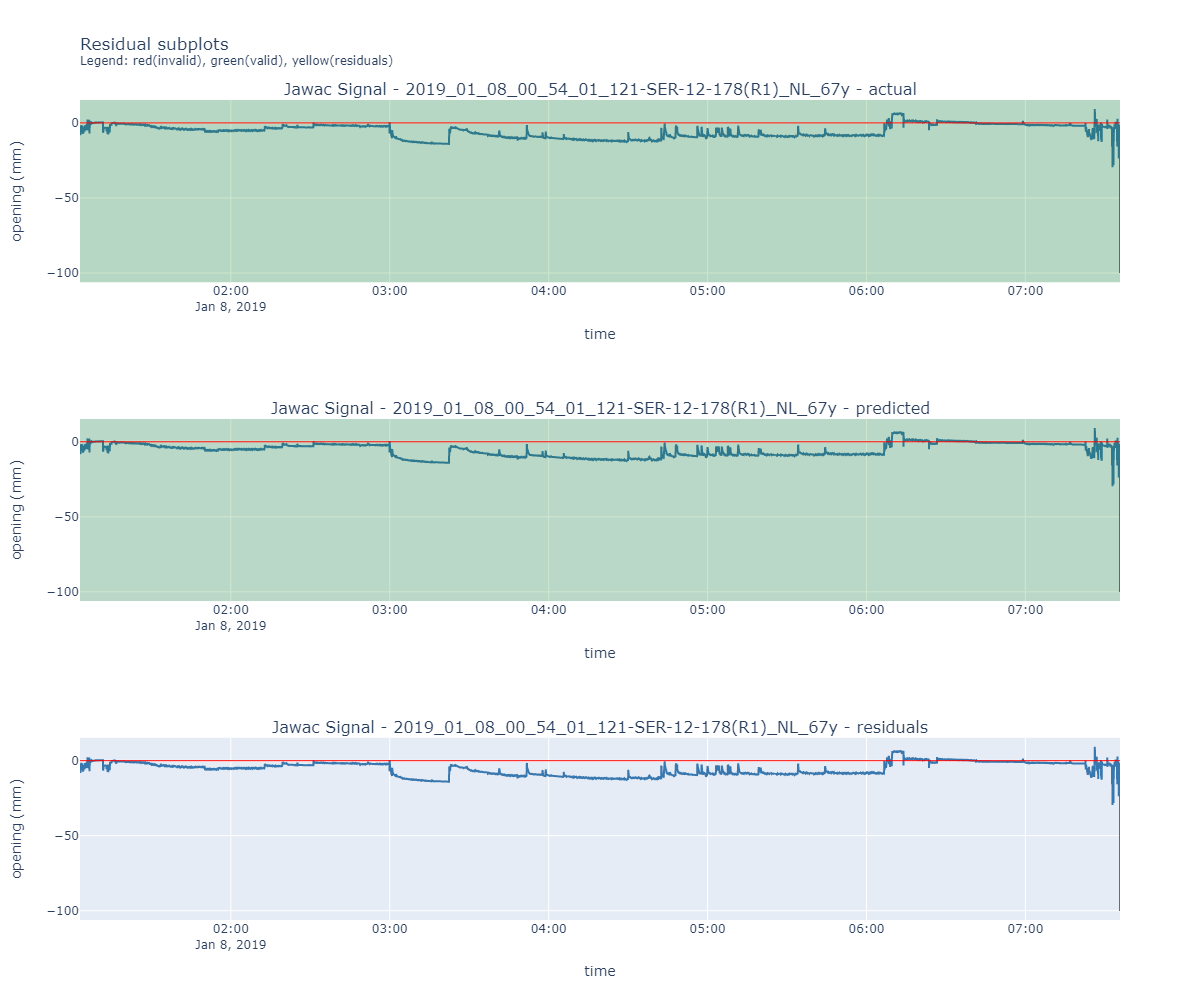 Residual subplots
Legend: red(invalid), green(valid), yellow(residuals)
Jawac Signal - 2019_01_08_00_54_01_121-SER-12-178(R1)_NL_67y - actual
0
−50
−100
opening (mm)
02:00
03:00
04:00
05:00
06:00
07:00
Jan 8, 2019
time
Jawac Signal - 2019_01_08_00_54_01_121-SER-12-178(R1)_NL_67y - predicted
0
−50
−100
opening (mm)
02:00
03:00
04:00
05:00
06:00
07:00
Jan 8, 2019
time
Jawac Signal - 2019_01_08_00_54_01_121-SER-12-178(R1)_NL_67y - residuals
0
−50
−100
opening (mm)
02:00
03:00
04:00
05:00
06:00
07:00
Jan 8, 2019
time